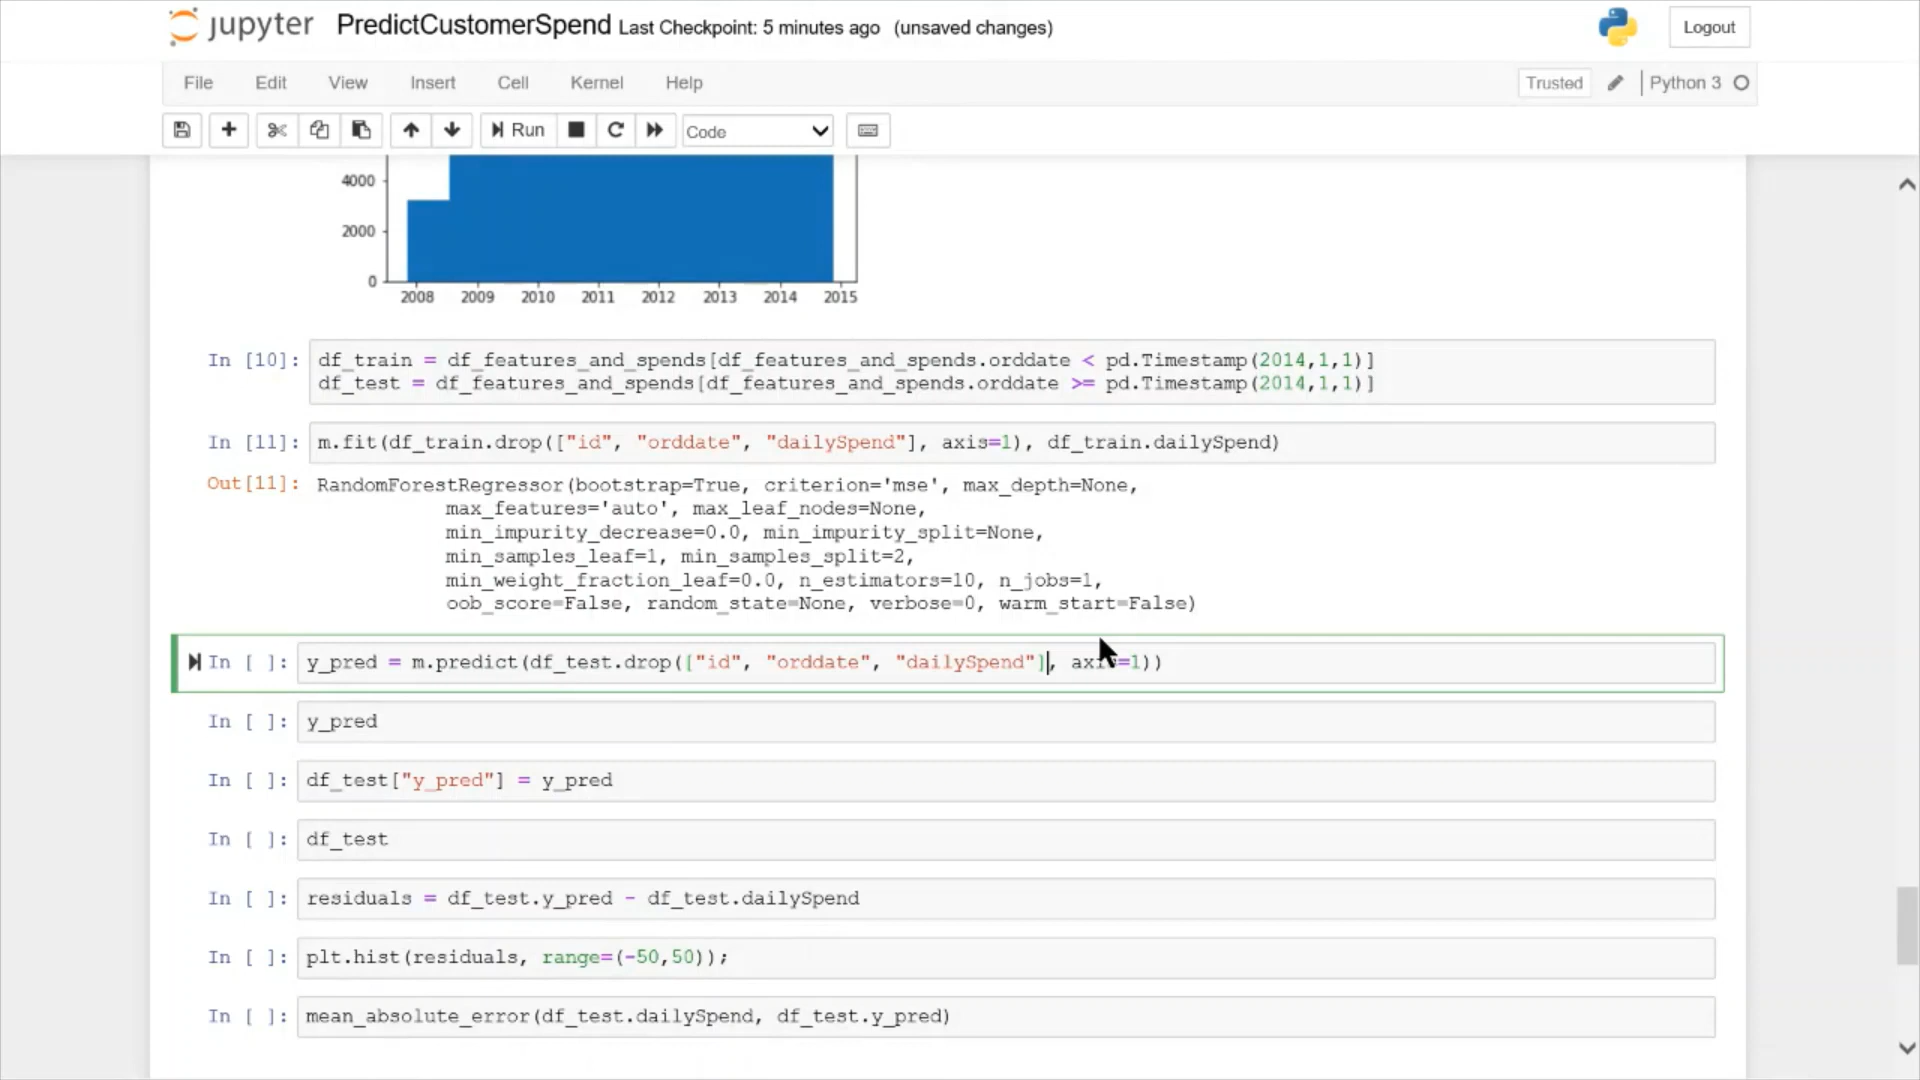 jupyter PredictCustomerSpend Last Checkpoint: 5 minutes ago (unsaved changes)
Logout
File Edit View Insert Cell Kernel Help
Trusted Python 3
Run Code
4000
2000
0
2008 2009 2010 2011 2012 2013 2014 2015
In [10]: df_train = df_features_and_spends[df_features_and_spends.orddate < pd.Timestamp(2014,1,1)]
df_test = df_features_and_spends[df_features_and_spends.orddate >= pd.Timestamp(2014,1,1)]
In [11]: m.fit(df_train.drop(["id", "orddate", "dailySpend"], axis=1), df_train.dailySpend)
Out[11]: RandomForestRegressor(bootstrap=True, criterion='mse', max_depth=None,
max_features='auto', max_leaf_nodes=None,
min_impurity_decrease=0.0, min_impurity_split=None,
min_samples_leaf=1, min_samples_split=2,
min_weight_fraction_leaf=0.0, n_estimators=10, n_jobs=1,
oob_score=False, random_state=None, verbose=0, warm_start=False)
In [ ]: y_pred = m.predict(df_test.drop(["id", "orddate", "dailySpend"], axis=1))
In [ ]: y_pred
In [ ]: df_test["y_pred"] = y_pred
In [ ]: df_test
In [ ]: residuals = df_test.y_pred - df_test.dailySpend
In [ ]: plt.hist(residuals, range=(-50,50));
In [ ]: mean_absolute_error(df_test.dailySpend, df_test.y_pred)